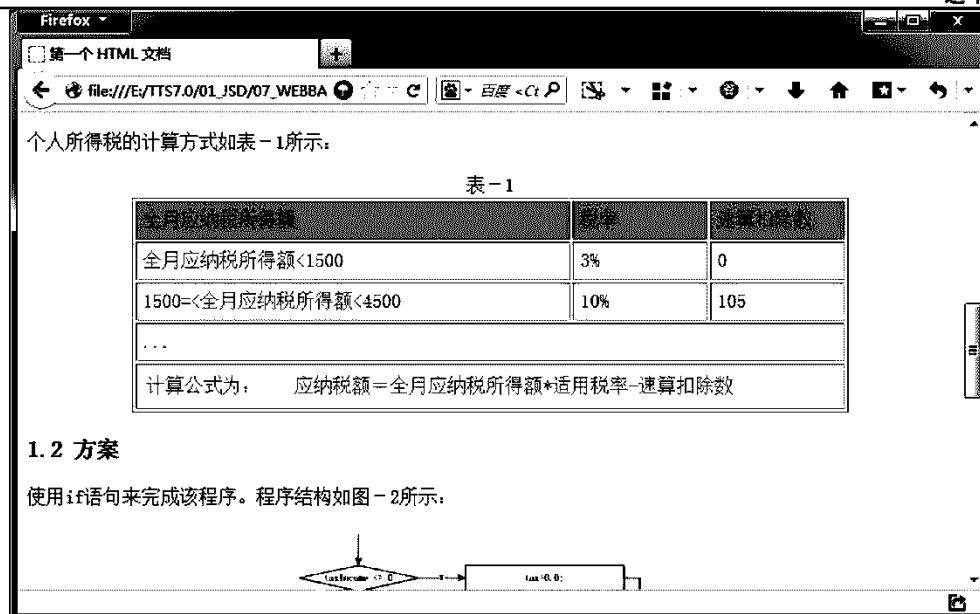 Firefox
第一个 HTML 文档
file:///E:/TTS7.0/01_JSD/07_WEBBA
百度 <Ct
个人所得税的计算方式如表－1所示：
表－1
全月应纳税所得额 税率 速算扣除数
全月应纳税所得额<1500 3% 0
1500=<全月应纳税所得额<4500 10% 105
...
计算公式为： 应纳税额＝全月应纳税所得额*适用税率-速算扣除数
1.2 方案
使用if语句来完成该程序。程序结构如图－2所示：